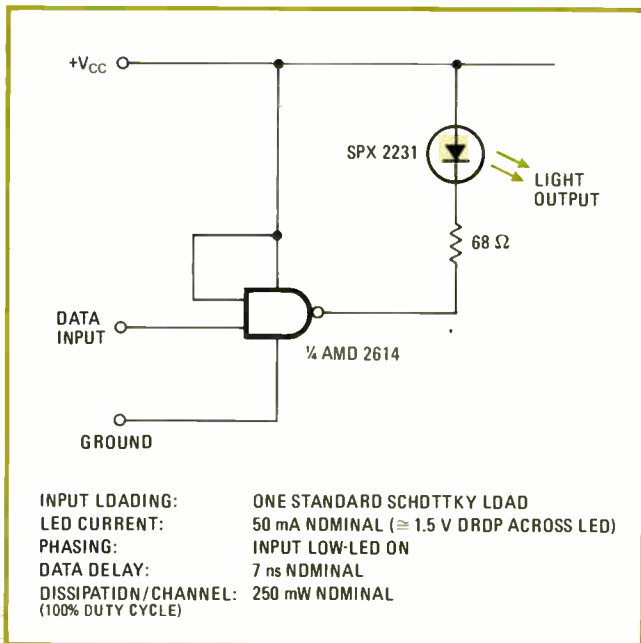 +VCC
SPX 2231
LIGHT
OUTPUT
68 Ω
DATA
INPUT
¼ AMD 2614
GROUND
INPUT LDADING: ONE STANDARD SCHDTTKY LDAD
LED CURRENT: 50 mA NDMINAL (≅ 1.5 V DRDP ACROSS LED)
PHASING: INPUT LOW-LED ON
DATA DELAY: 7 ns NDMINAL
DISSIPATION/CHANNEL: 250 mW NDMINAL
(100% DUTY CYCLE)